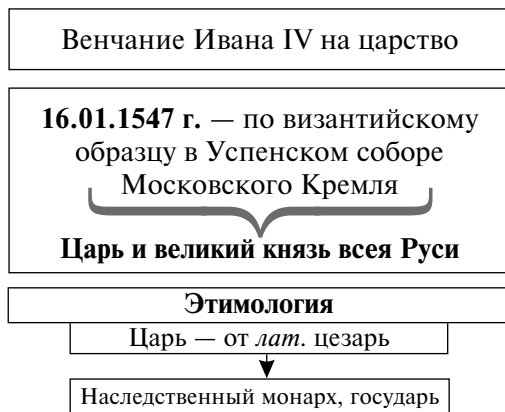 Венчание Ивана IV на царство
16.01.1547 г. — по византийскому
образцу в Успенском соборе
Московского Кремля
Царь и великий князь всея Руси
Этимология
Царь — от лат. цезарь
Наследственный монарх, государь